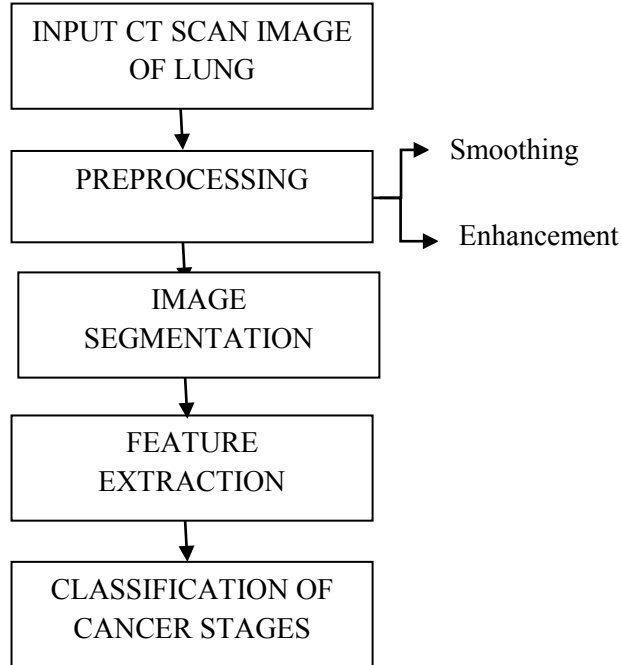 INPUT CT SCAN IMAGE
OF LUNG
PREPROCESSING
Smoothing
Enhancement
IMAGE
SEGMENTATION
FEATURE
EXTRACTION
CLASSIFICATION OF
CANCER STAGES